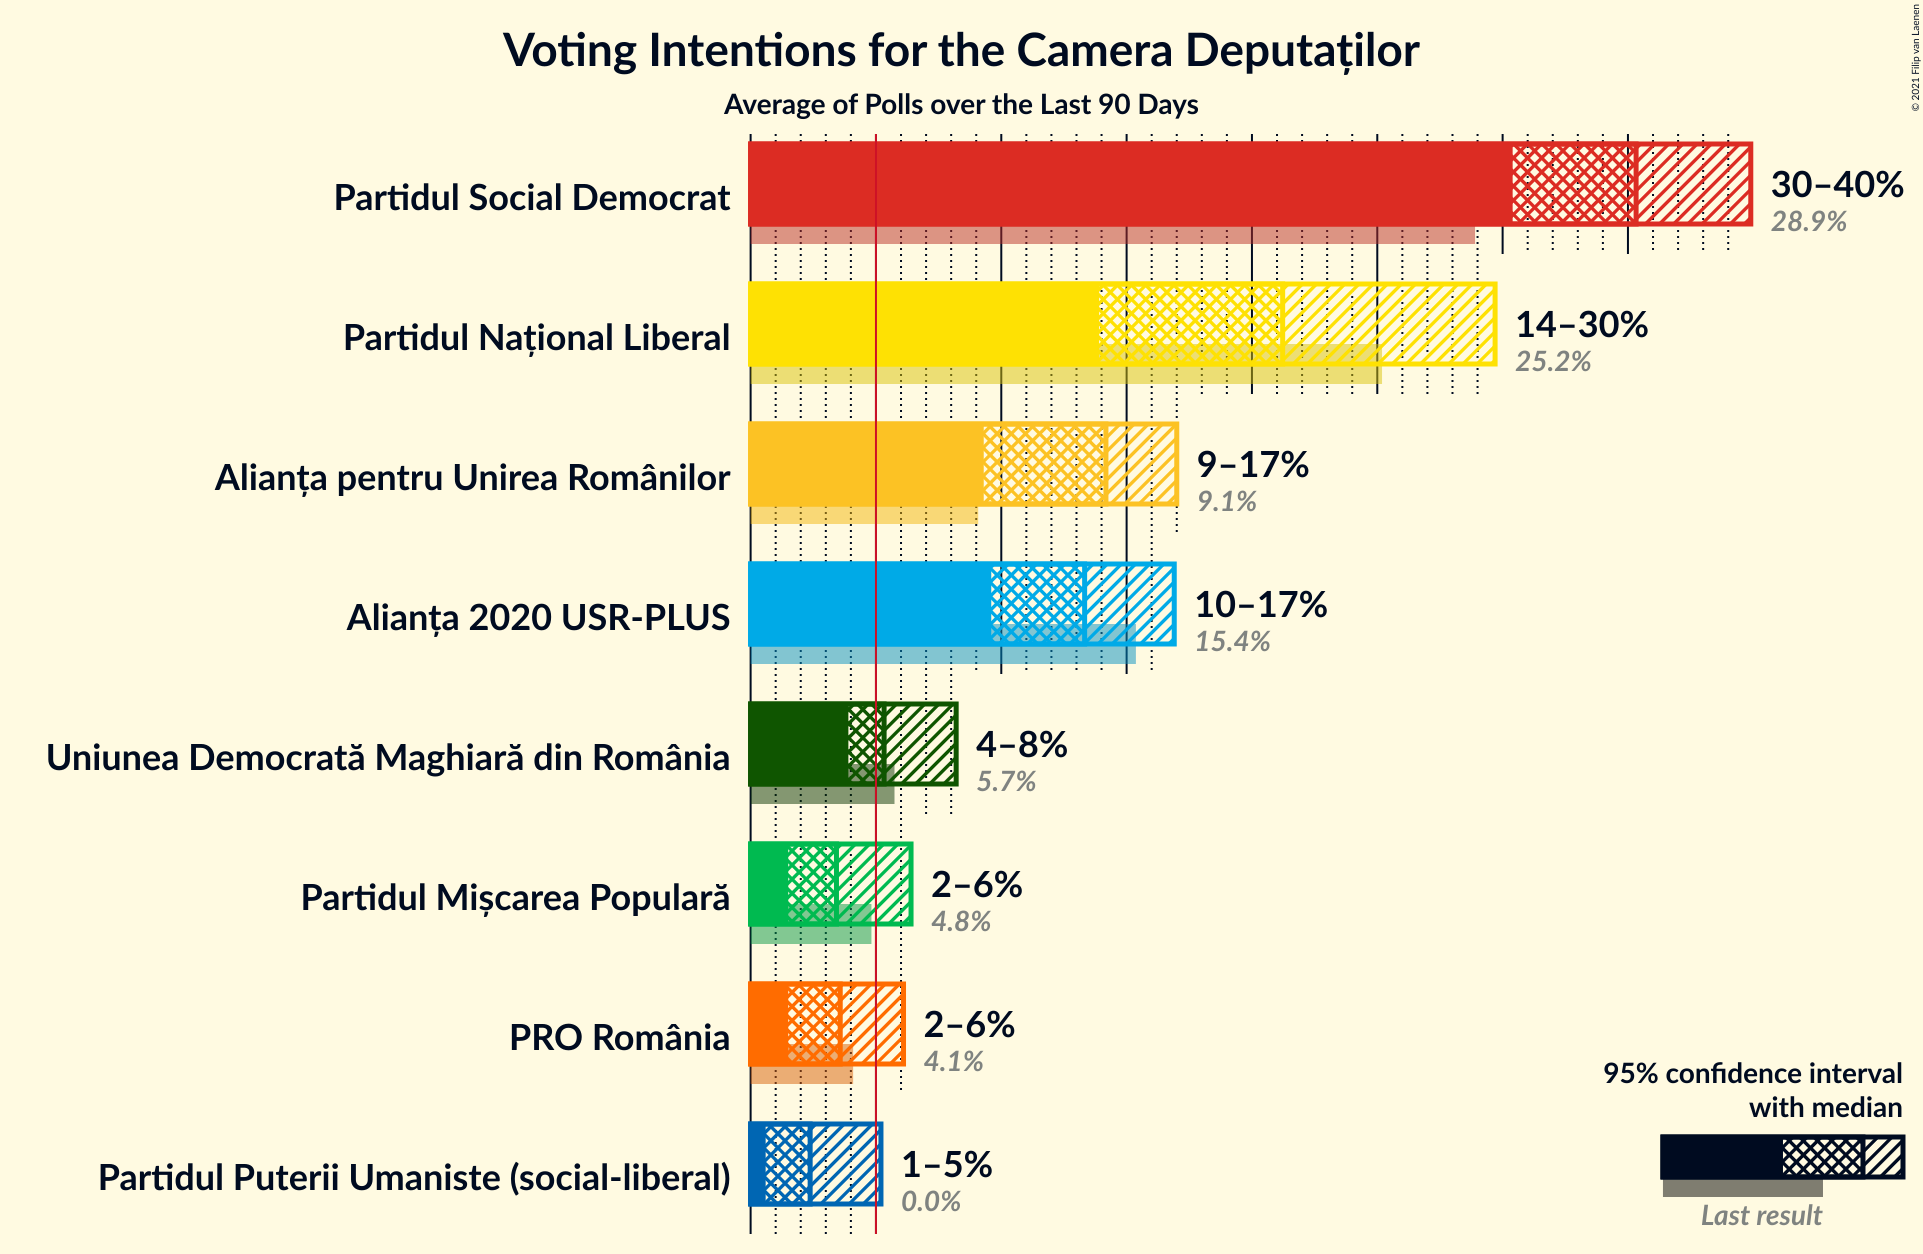 Voting Intentions for the Camera Deputaților
Average of Polls over the Last 90 Days
© 2021 Filip van Laenen
Partidul Social Democrat
30–40%
28.9%
Partidul Național Liberal
14–30%
25.2%
Alianța pentru Unirea Românilor
9–17%
9.1%
Alianța 2020 USR-PLUS
10–17%
15.4%
Uniunea Democrată Maghiară din România
4–8%
5.7%
Partidul Mișcarea Populară
2–6%
4.8%
PRO România
2–6%
4.1%
Partidul Puterii Umaniste (social-liberal)
1–5%
0.0%
95% confidence interval
with median
Last result